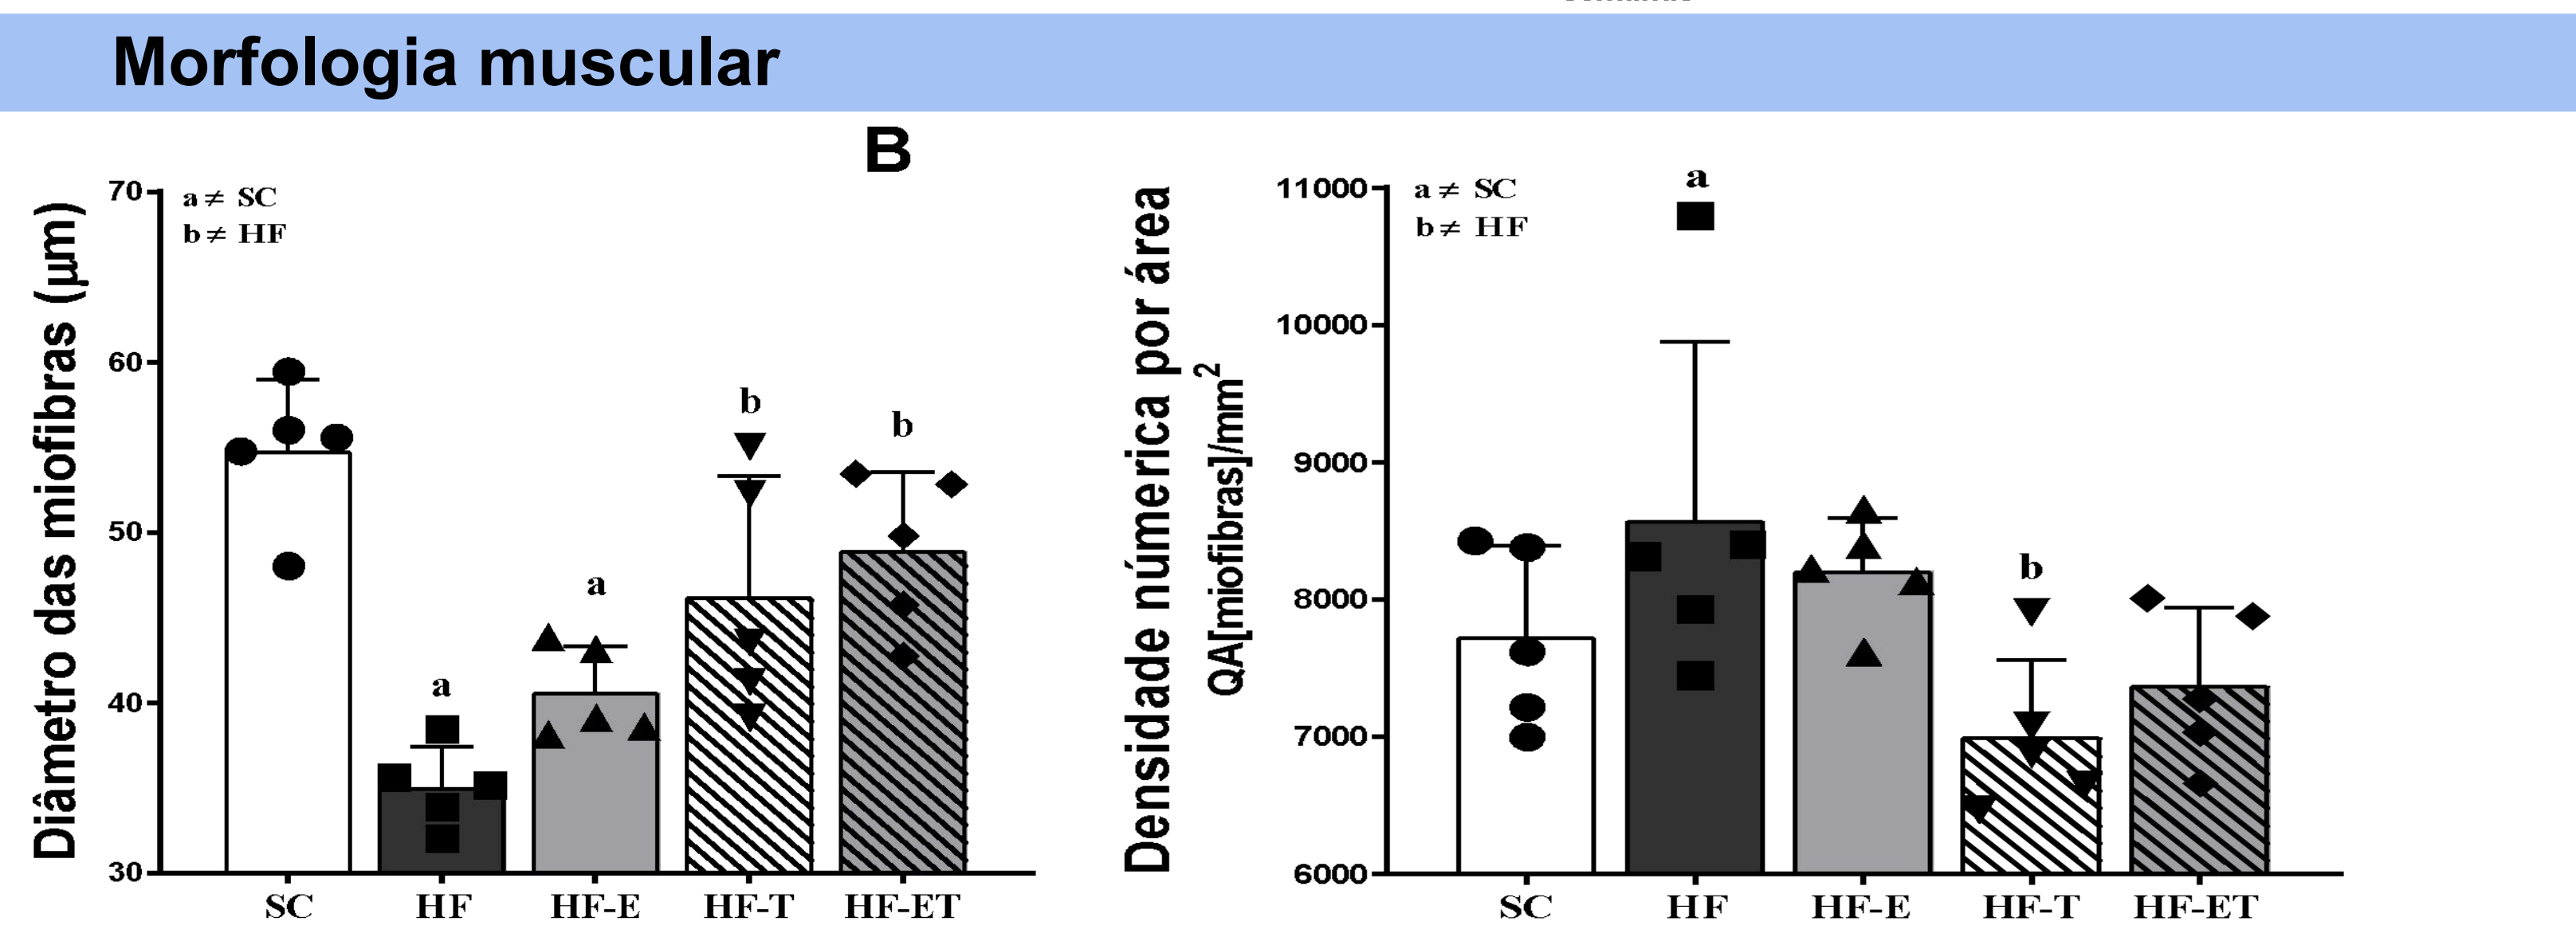 Morfologia muscular
B
Diâmetro das miofibras (µm)
70
60
50
40
30
a ≠ SC
b ≠ HF
a
a
b
b
SC
HF
HF-E
HF-T
HF-ET
Densidade númerica por área
QA[miofibras]/mm²
11000
10000
9000
8000
7000
6000
a ≠ SC
b ≠ HF
a
b
SC
HF
HF-E
HF-T
HF-ET